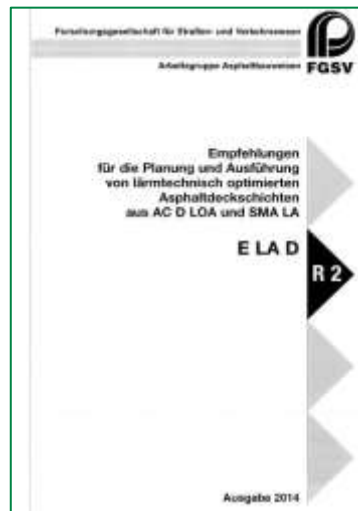 Forschungsgesellschaft für Straßen- und Verkehrswesen
FGSV
Arbeitsgruppe Asphaltbauweisen
Empfehlungen
für die Planung und Ausführung
von lärmtechnisch optimierten
Asphaltdeckschichten
aus AC D LOA und SMA LA
E LA D
R 2
Ausgabe 2014